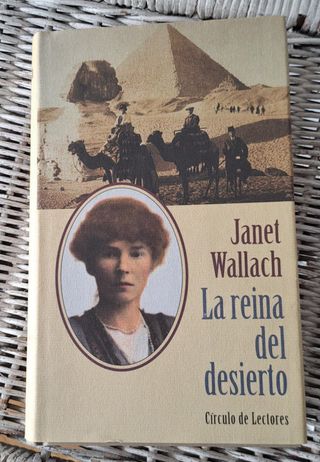 Janet
Wallach
La reina
del
desierto
Círculo de Lectores